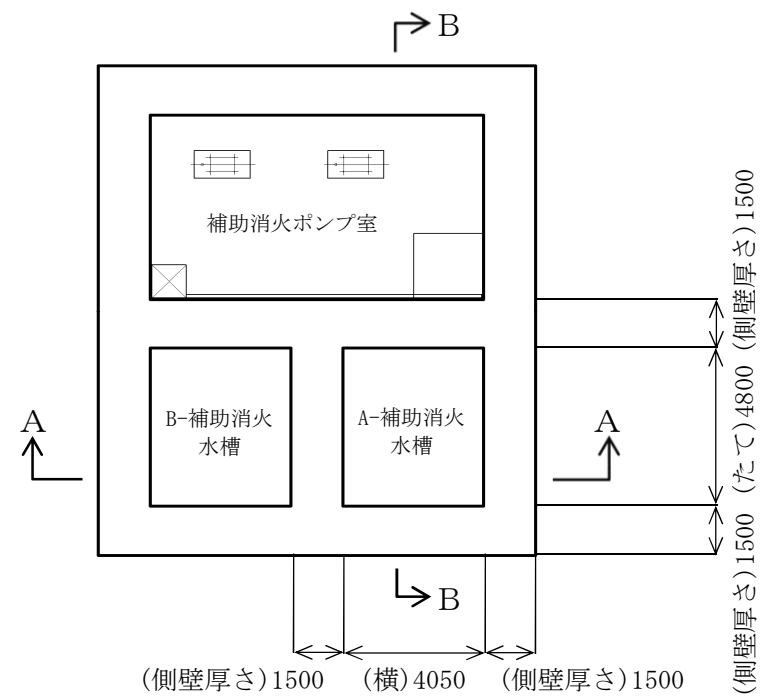 B
補助消火ポンプ室
B-補助消火
水槽
A-補助消火
水槽
A
A
B
(側壁厚さ)1500
(たて)4800
(側壁厚さ)1500
(側壁厚さ)1500
(横)4050
(側壁厚さ)1500